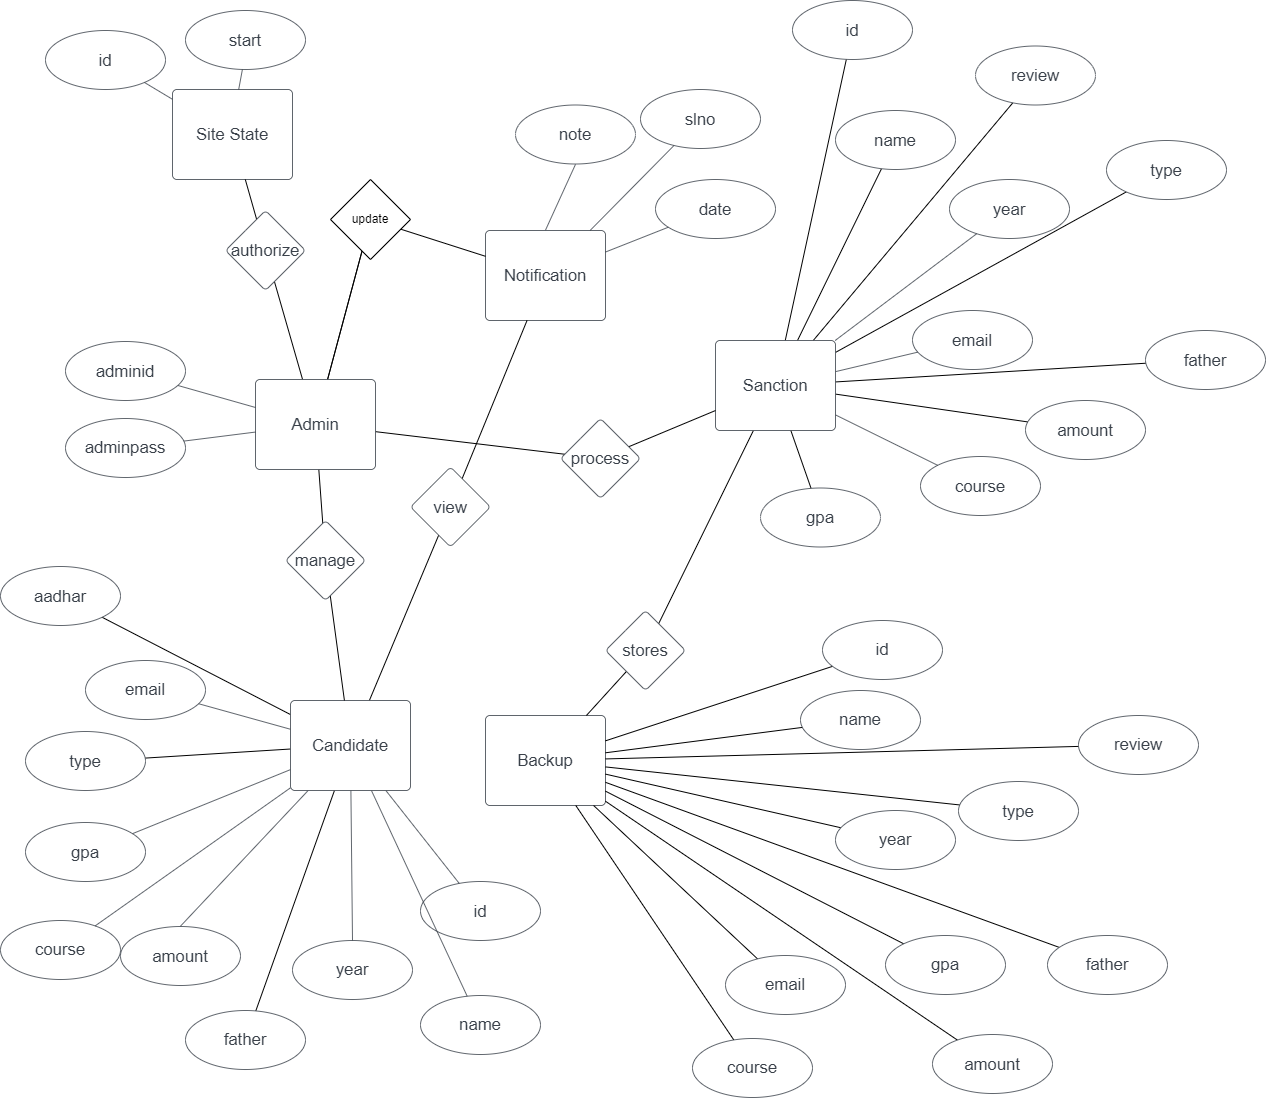 id
start
id
review
Site State
note
slno
name
type
update
date
year
authorize
Notification
email
father
adminid
Sanction
Admin
amount
adminpass
process
course
view
gpa
manage
aadhar
stores
id
email
name
Candidate
Backup
review
type
type
year
gpa
id
course
amount
year
gpa
father
email
father
name
course
amount